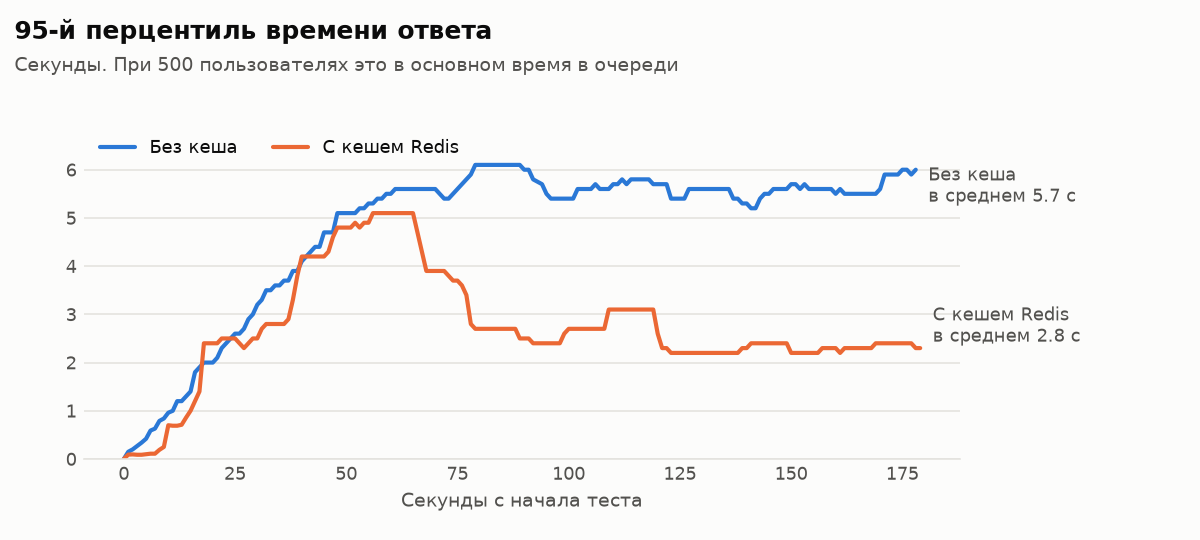 95-й перцентиль времени ответа
Секунды. При 500 пользователях это в основном время в очереди
Без кеша
С кешем Redis
6
5
4
3
2
1
0
Без кеша
в среднем 5.7 с
С кешем Redis
в среднем 2.8 с
0 25 50 75 100 125 150 175
Секунды с начала теста